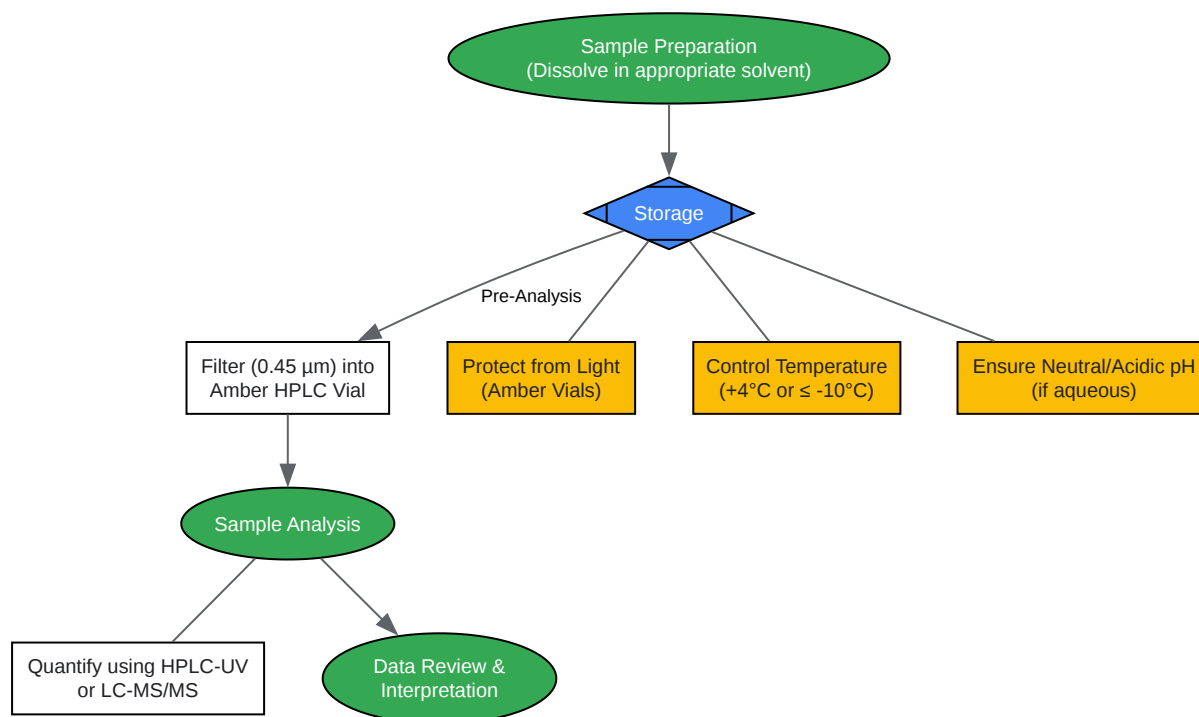 Sample Preparation
(Dissolve in appropriate solvent)
Storage
Pre-Analysis
Filter (0.45 µm) into
Amber HPLC Vial
Protect from Light
(Amber Vials)
Control Temperature
(+4°C or ≤ -10°C)
Ensure Neutral/Acidic pH
(if aqueous)
Sample Analysis
Quantify using HPLC-UV
or LC-MS/MS
Data Review &
Interpretation